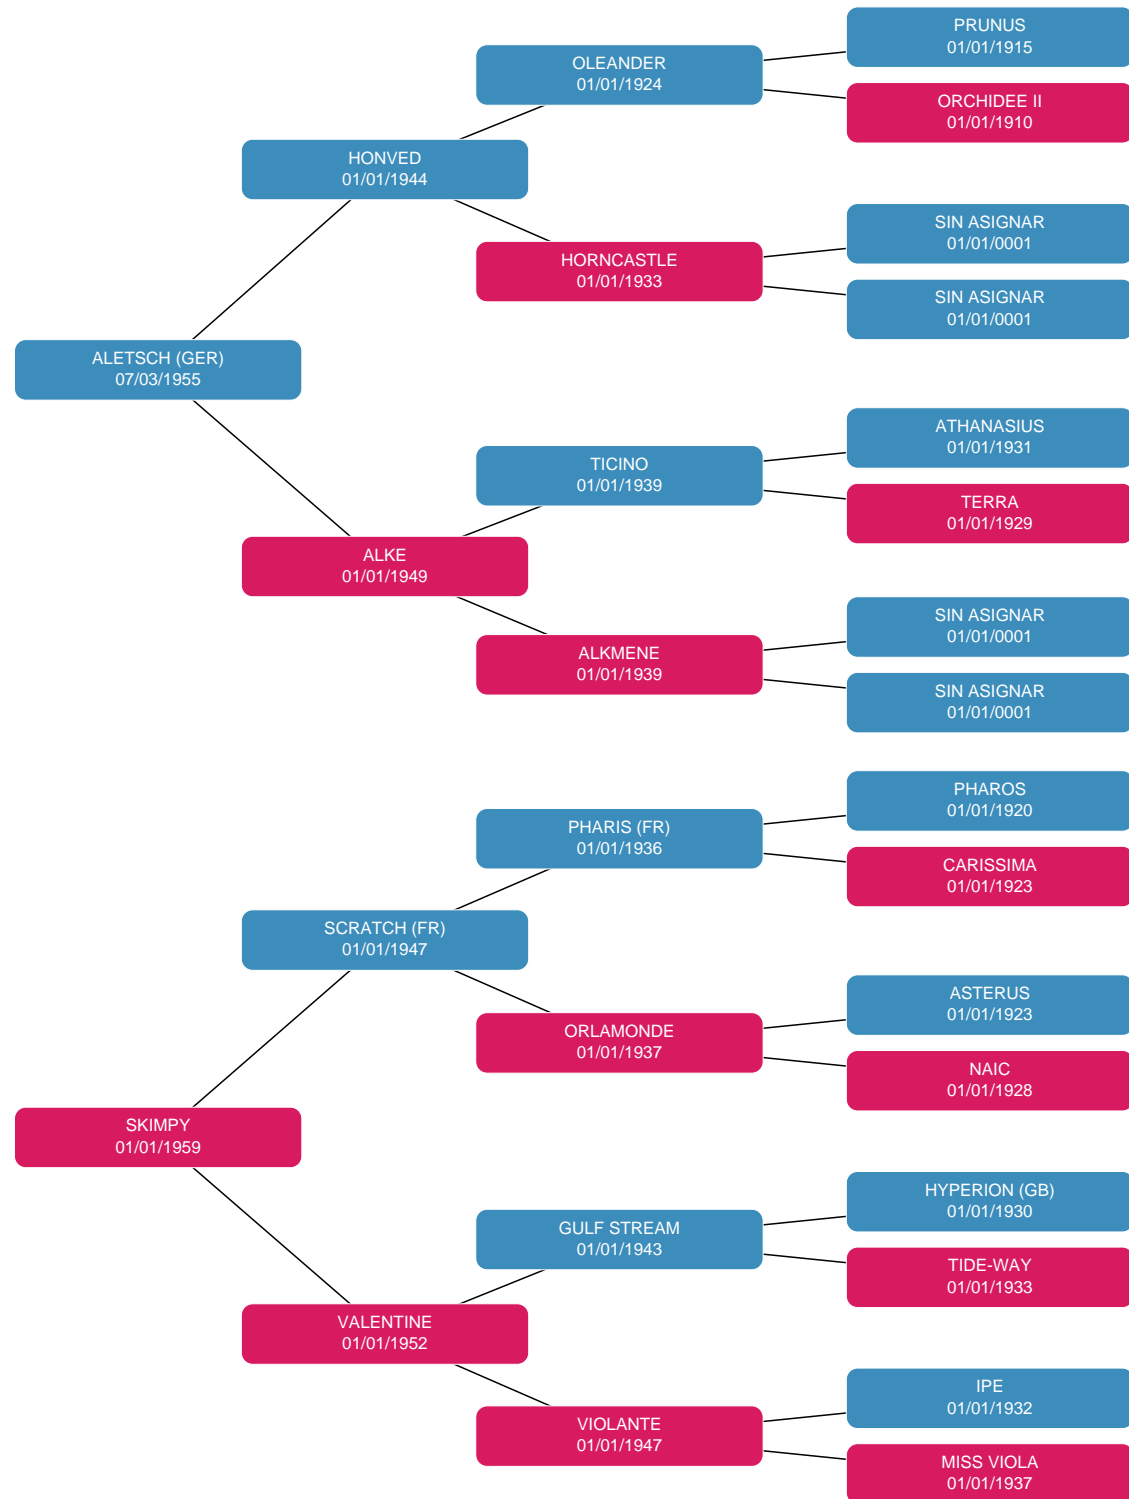 PRUNUS
01/01/1915
OLEANDER
01/01/1924
ORCHIDEE II
01/01/1910
HONVED
01/01/1944
SIN ASIGNAR
01/01/0001
HORNCASTLE
01/01/1933
SIN ASIGNAR
01/01/0001
ALETSCH (GER)
07/03/1955
ATHANASIUS
01/01/1931
TICINO
01/01/1939
TERRA
01/01/1929
ALKE
01/01/1949
SIN ASIGNAR
01/01/0001
ALKMENE
01/01/1939
SIN ASIGNAR
01/01/0001
PHAROS
01/01/1920
PHARIS (FR)
01/01/1936
CARISSIMA
01/01/1923
SCRATCH (FR)
01/01/1947
ASTERUS
01/01/1923
ORLAMONDE
01/01/1937
NAIC
01/01/1928
SKIMPY
01/01/1959
HYPERION (GB)
01/01/1930
GULF STREAM
01/01/1943
TIDE-WAY
01/01/1933
VALENTINE
01/01/1952
IPE
01/01/1932
VIOLANTE
01/01/1947
MISS VIOLA
01/01/1937